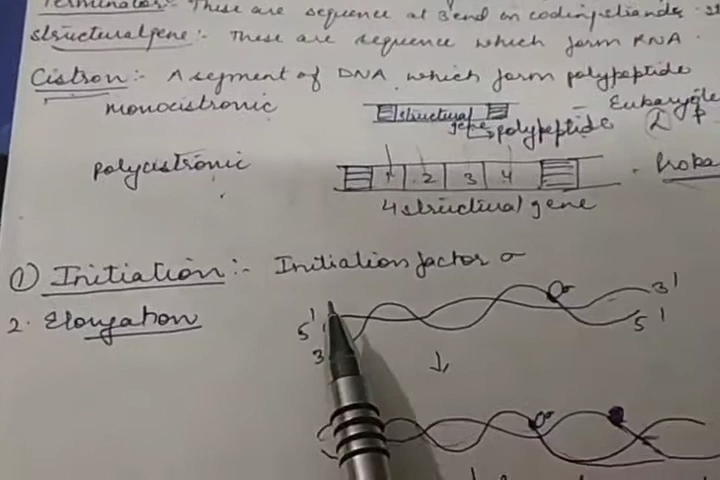 Terminator:- These are sequence at 3' end on coding strands
Structural gene:- These are sequence which form RNA.
Cistron:- A segment of DNA which form polypeptide
monocistronic
structural gene
→ polypeptide
- Eukaryote
polycistronic
1 2 3 4
4 structural gene
① Initiation:- Initiation factor σ
2. Elongation
5'
3
σ
3'
5'
σ